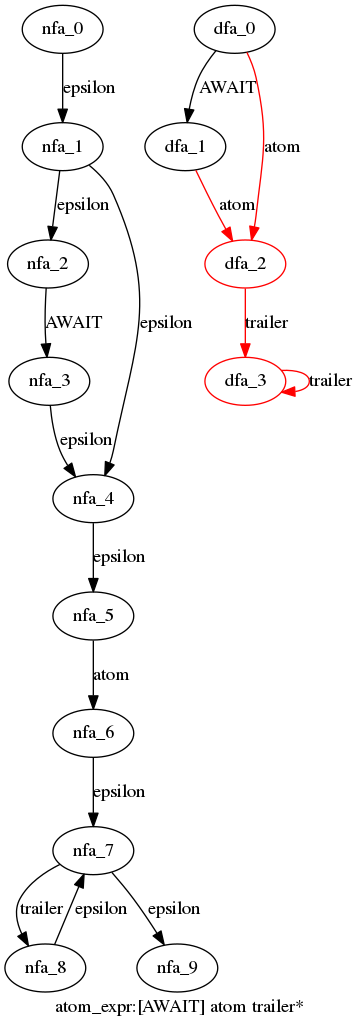 nfa_0
dfa_0
epsilon
AWAIT
nfa_1
dfa_1
atom
epsilon
atom
nfa_2
dfa_2
AWAIT
epsilon
trailer
nfa_3
dfa_3
trailer
epsilon
nfa_4
epsilon
nfa_5
atom
nfa_6
epsilon
nfa_7
trailer
epsilon
epsilon
nfa_8
nfa_9
atom_expr:[AWAIT] atom trailer*